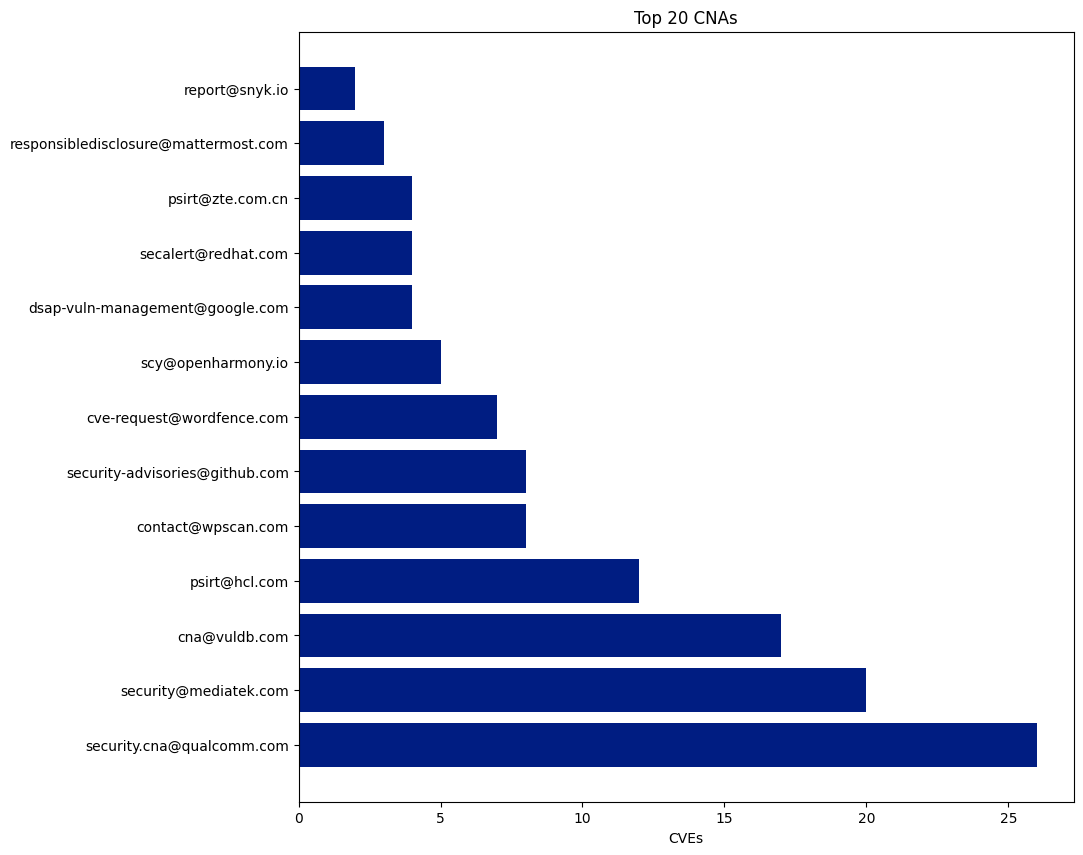 Top 20 CNAs
report@snyk.io
responsibledisclosure@mattermost.com
psirt@zte.com.cn
secalert@redhat.com
dsap-vuln-management@google.com
scy@openharmony.io
cve-request@wordfence.com
security-advisories@github.com
contact@wpscan.com
psirt@hcl.com
cna@vuldb.com
security@mediatek.com
security.cna@qualcomm.com
0 5 10 15 20 25
CVEs